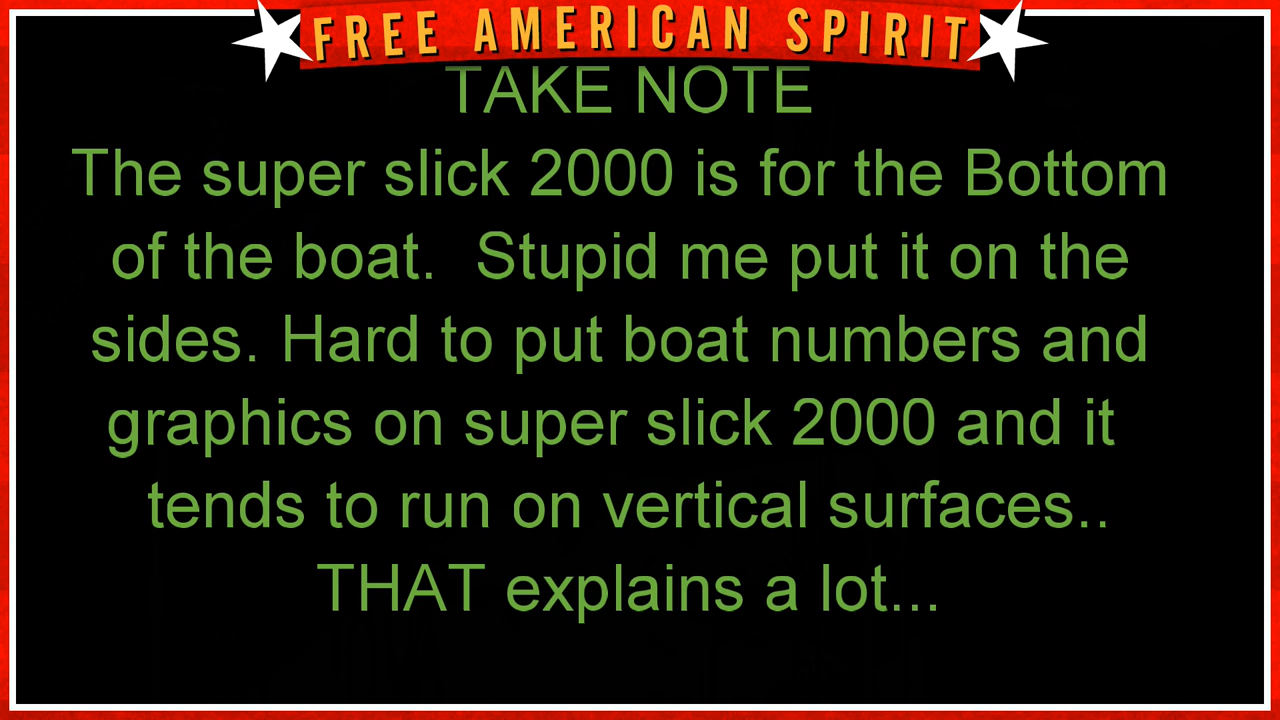 FREE AMERICAN SPIRIT
TAKE NOTE
The super slick 2000 is for the Bottom
of the boat.  Stupid me put it on the
sides. Hard to put boat numbers and
graphics on super slick 2000 and it
tends to run on vertical surfaces..
THAT explains a lot...